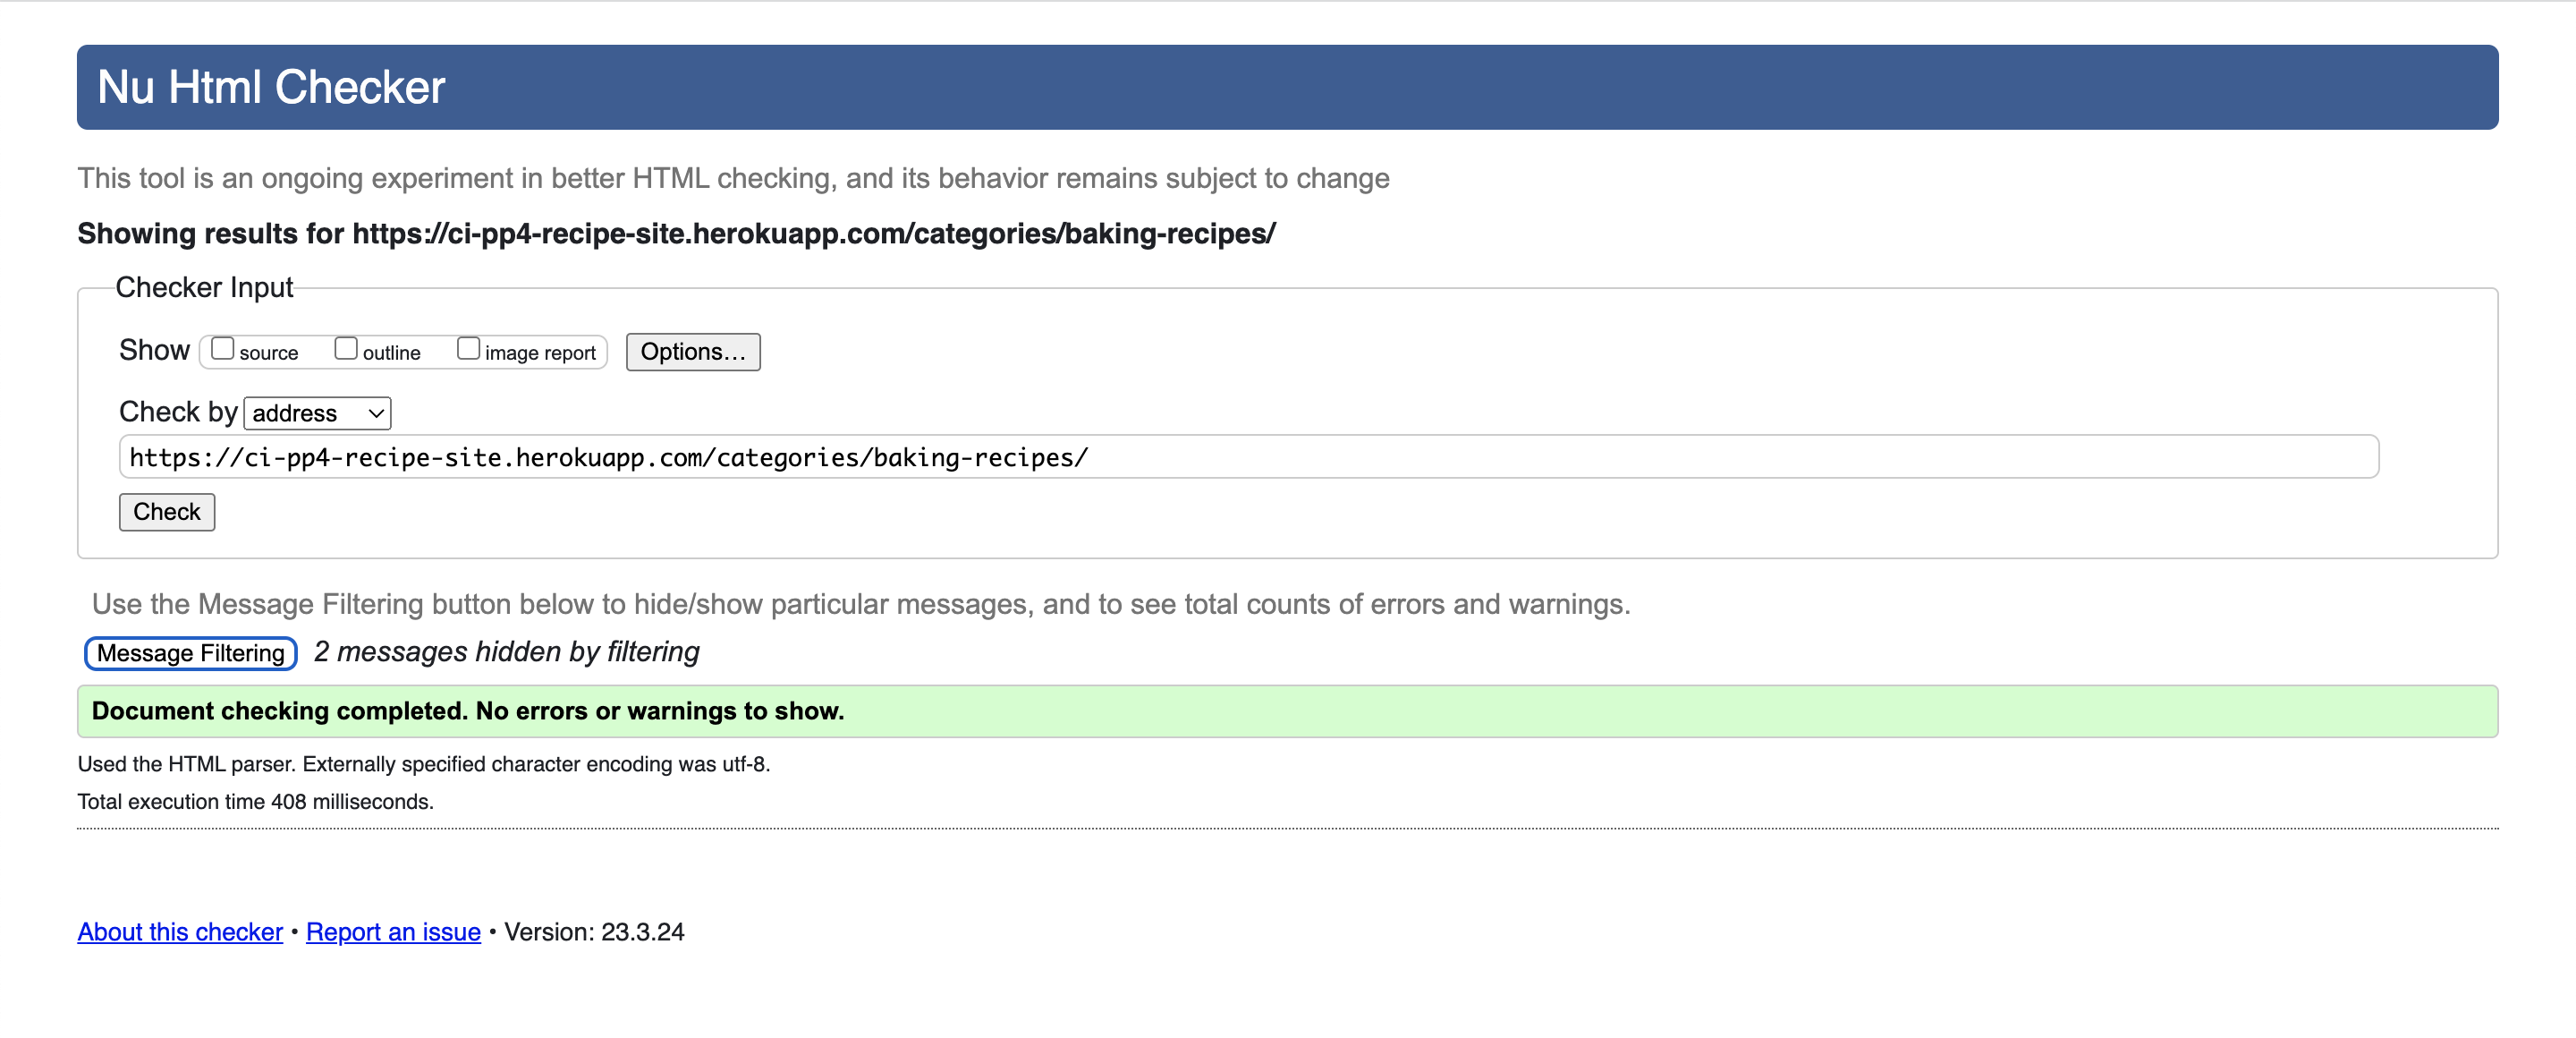 Nu Html Checker
This tool is an ongoing experiment in better HTML checking, and its behavior remains subject to change
Showing results for https://ci-pp4-recipe-site.herokuapp.com/categories/baking-recipes/
Checker Input
Show source outline image report Options...
Check by address
https://ci-pp4-recipe-site.herokuapp.com/categories/baking-recipes/
Check
Use the Message Filtering button below to hide/show particular messages, and to see total counts of errors and warnings.
Message Filtering 2 messages hidden by filtering
Document checking completed. No errors or warnings to show.
Used the HTML parser. Externally specified character encoding was utf-8.
Total execution time 408 milliseconds.
About this checker • Report an issue • Version: 23.3.24